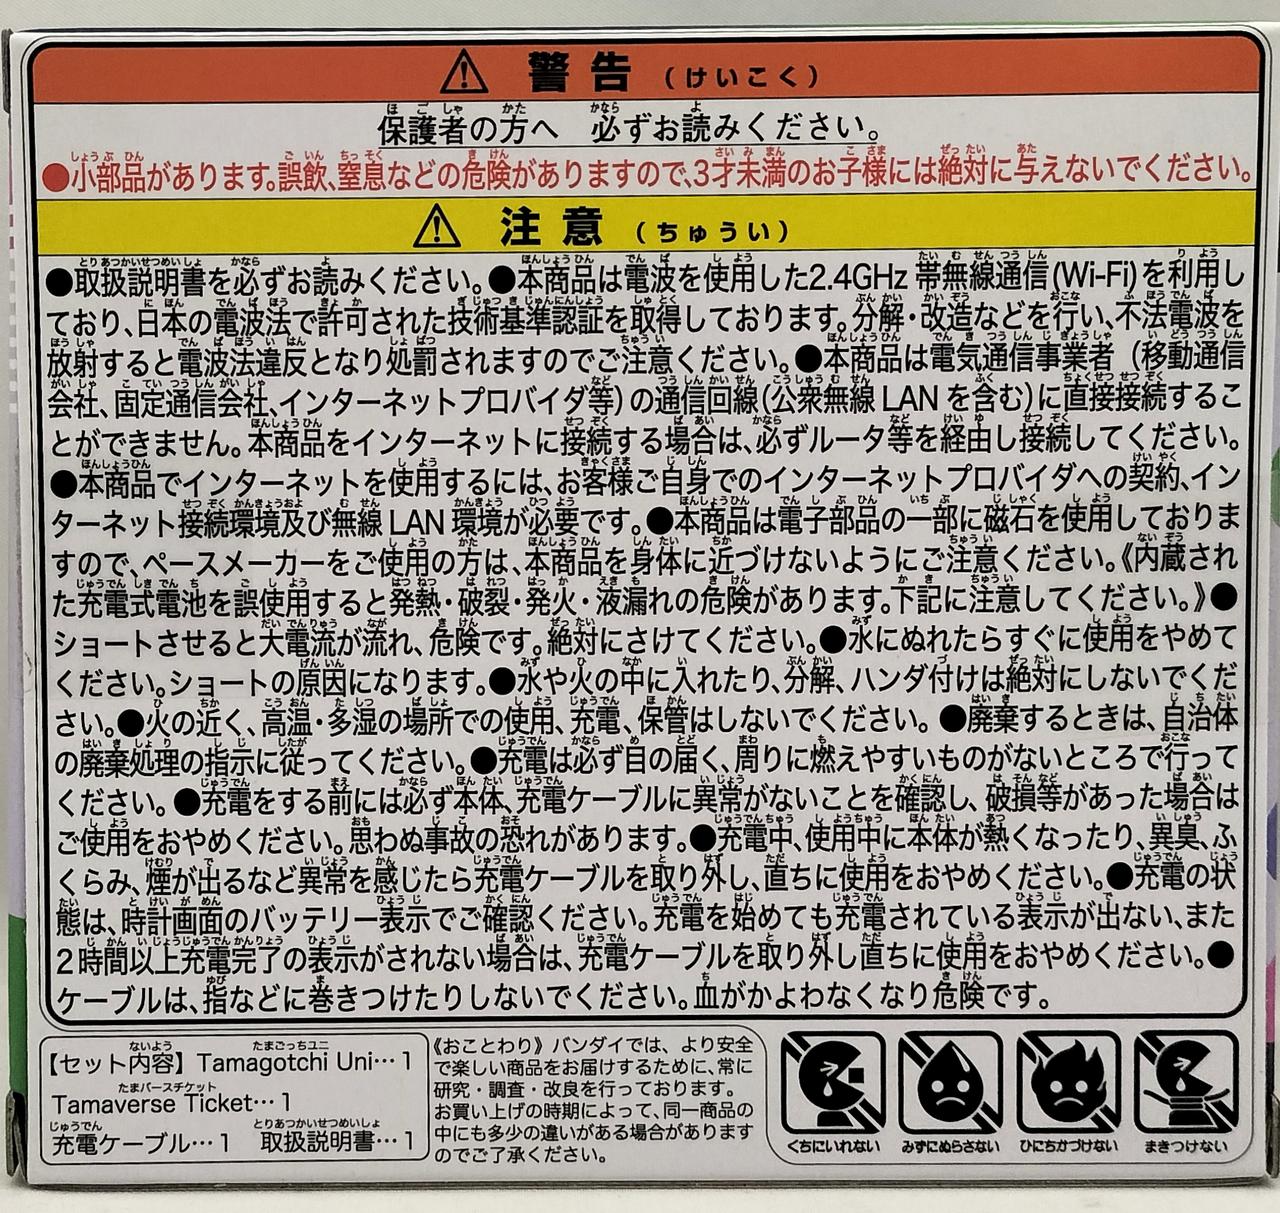 警告（けいこく）
保護者の方へ 必ずお読みください。
●小部品があります。誤飲、窒息などの危険がありますので、3才未満のお子様には絶対に与えないでください。
注意（ちゅうい）
●取扱説明書を必ずお読みください。●本商品は電波を使用した2.4GHz 帯無線通信(Wi-Fi)を利用し
ており、日本の電波法で許可された技術基準認証を取得しております。分解・改造などを行い、不法電波を
放射すると電波法違反となり処罰されますのでご注意ください。●本商品は電気通信事業者（移動通信
会社、固定通信会社、インターネットプロバイダ等）の通信回線(公衆無線 LAN を含む)に直接接続するこ
とができません。本商品をインターネットに接続する場合は、必ずルータ等を経由し接続してください。
●本商品でインターネットを使用するには、お客様ご自身でのインターネットプロバイダへの契約、イン
ターネット接続環境及び無線 LAN 環境が必要です。●本商品は電子部品の一部に磁石を使用しておりま
すので、ペースメーカーをご使用の方は、本商品を身体に近づけないようにご注意ください。《内蔵され
た充電式電池を誤使用すると発熱・破裂・発火・液漏れの危険があります。下記に注意してください。》●
ショートさせると大電流が流れ、危険です。絶対にさけてください。●水にぬれたらすぐに使用をやめて
ください。ショートの原因になります。●水や火の中に入れたり、分解、ハンダ付けは絶対にしないでくだ
さい。●火の近く、高温・多湿の場所での使用、充電、保管はしないでください。●廃棄するときは、自治体
の廃棄処理の指示に従ってください。●充電は必ず目の届く、周りに燃えやすいものがないところで行って
ください。●充電をする前には必ず本体、充電ケーブルに異常がないことを確認し、破損等があった場合は
ご使用をおやめください。思わぬ事故の恐れがあります。●充電中、使用中に本体が熱くなったり、異臭、ふ
くらみ、煙が出るなど異常を感じたら充電ケーブルを取り外し、直ちに使用をおやめください。●充電の状
態は、時計画面のバッテリー表示でご確認ください。充電を始めても充電されている表示が出ない、また
2時間以上充電完了の表示がされない場合は、充電ケーブルを取り外し直ちに使用をおやめください。●
ケーブルは、指などに巻きつけたりしないでください。血がかよわなくなり危険です。
【セット内容】Tamagotchi Uni…1
Tamaverse Ticket…1
充電ケーブル…1 取扱説明書…1
《おことわり》バンダイでは、より安全
で楽しい商品をお届けするために、常に
研究・調査・改良を行っております。
お買い上げの時期によって、同一商品の
中にも多少の違いがある場合があります
のでご了承ください。
くちにいれない みずにぬらさない ひにちかづけない まきつけない